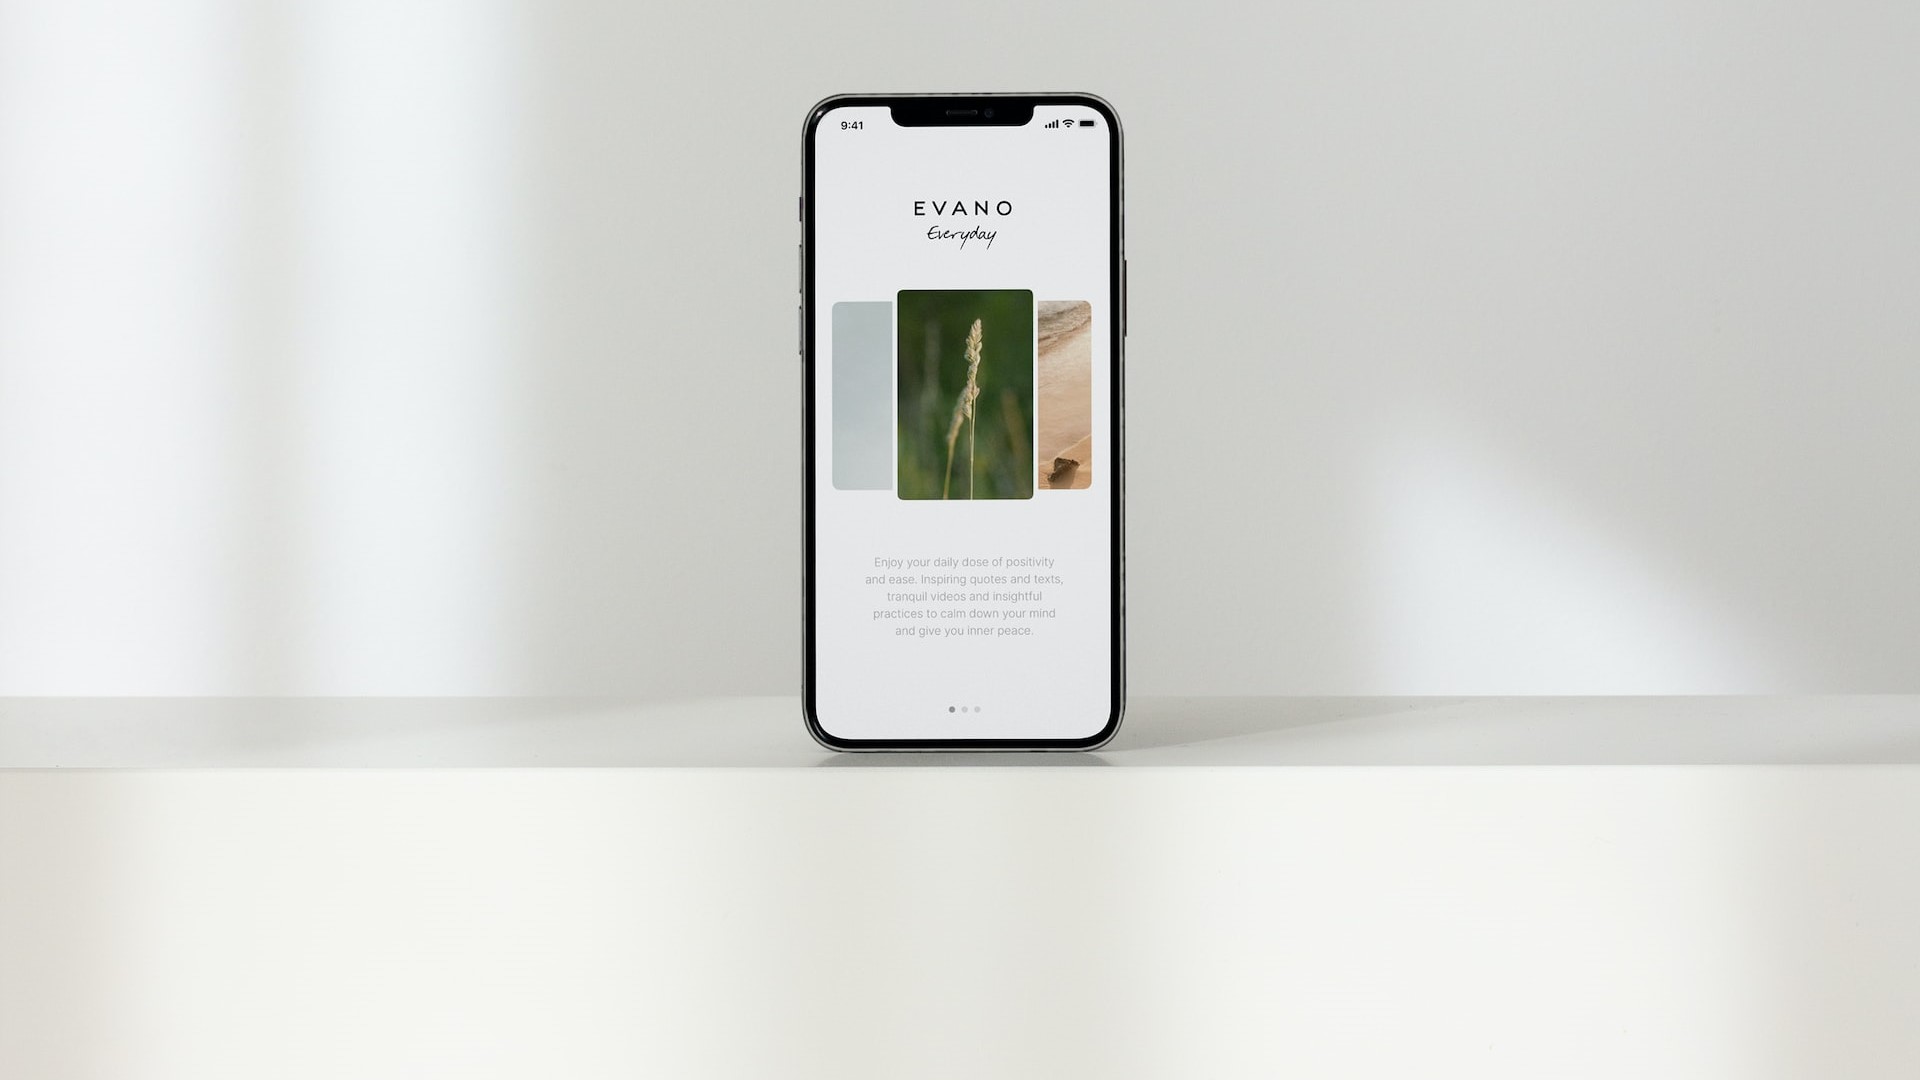 9:41
EVANO
Everyday
Enjoy your daily dose of positivity
and ease. Inspiring quotes and texts,
tranquil videos and insightful
practices to calm down your mind
and give you inner peace.